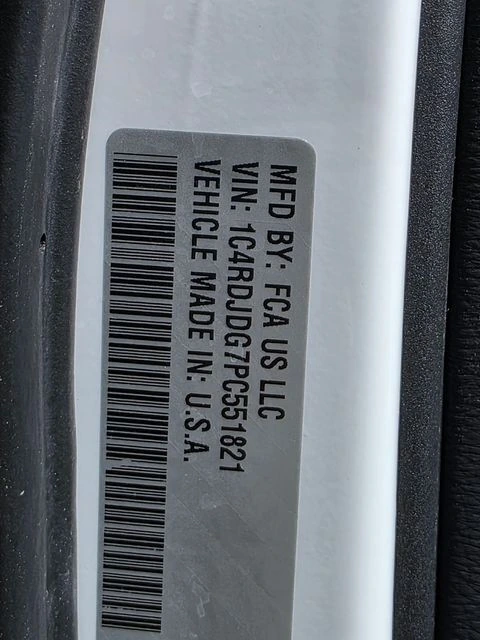 MFD BY: FCA US LLC
VIN: 1C4RDJDG7PC551821
VEHICLE MADE IN: U.S.A.